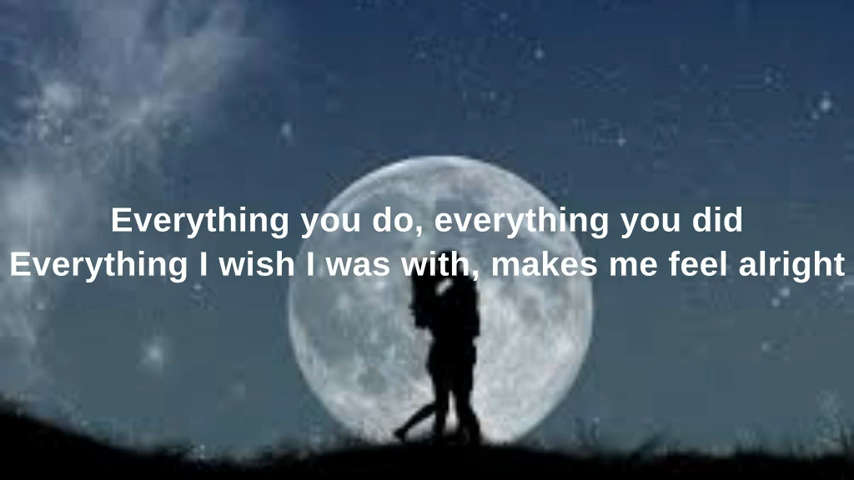 Everything you do, everything you did
Everything I wish I was with, makes me feel alright